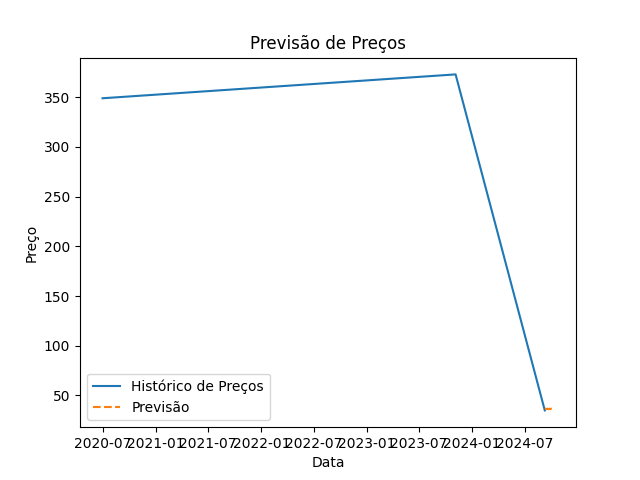 Previsão de Preços
Preço
350
300
250
200
150
100
50
Histórico de Preços
Previsão
2020-07 2021-01 2021-07 2022-01 2022-07 2023-01 2023-07 2024-01 2024-07
Data